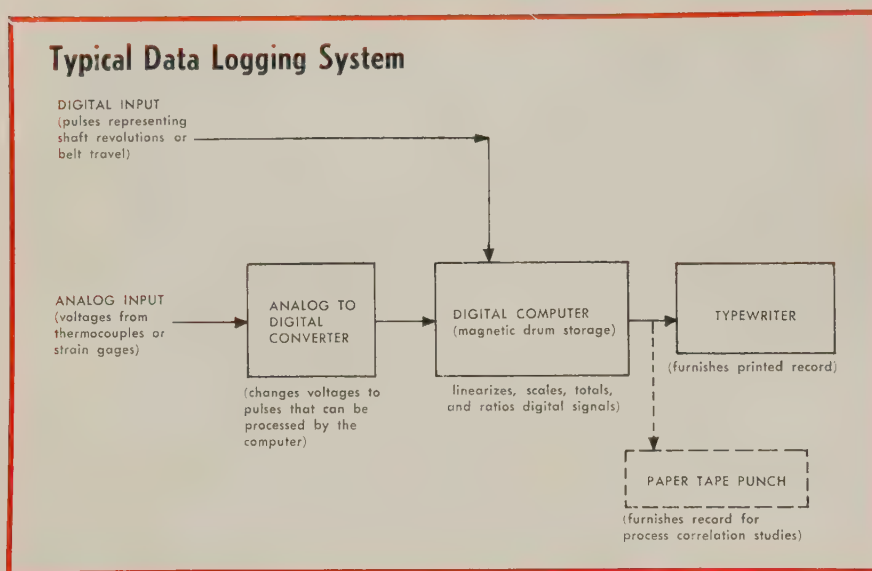 Typical Data Logging System
DIGITAL INPUT
(pulses representing
shaft revolutions or
belt travel)
ANALOG INPUT
(voltages from
thermocouples or
strain gages)
ANALOG TO
DIGITAL
CONVERTER
(changes voltages to
pulses that can be
processed by the
computer)
DIGITAL COMPUTER
(magnetic drum storage)
linearizes, scales, totals,
and ratios digital signals)
TYPEWRITER
(furnishes printed record)
PAPER TAPE PUNCH
(furnishes record for
process correlation studies)